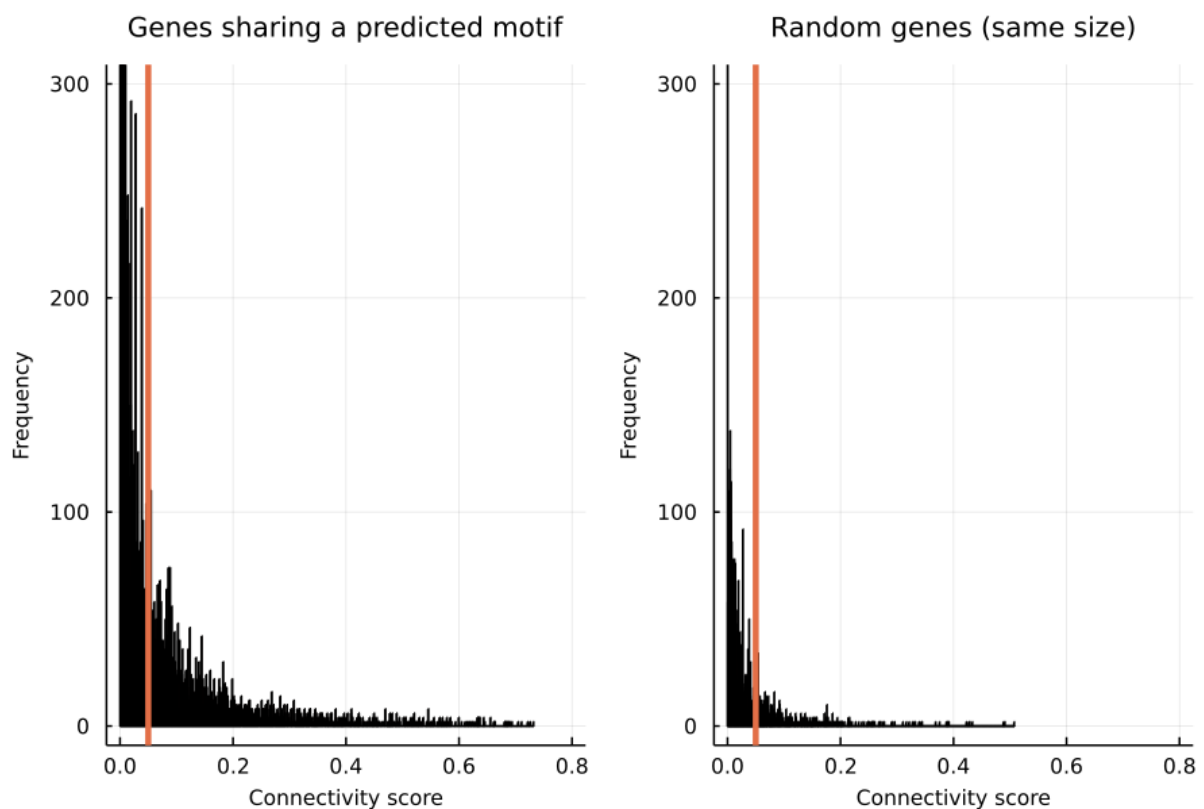 Genes sharing a predicted motif
300
200
100
0
Frequency
0.0 0.2 0.4 0.6 0.8
Connectivity score
Random genes (same size)
300
200
100
0
Frequency
0.0 0.2 0.4 0.6 0.8
Connectivity score